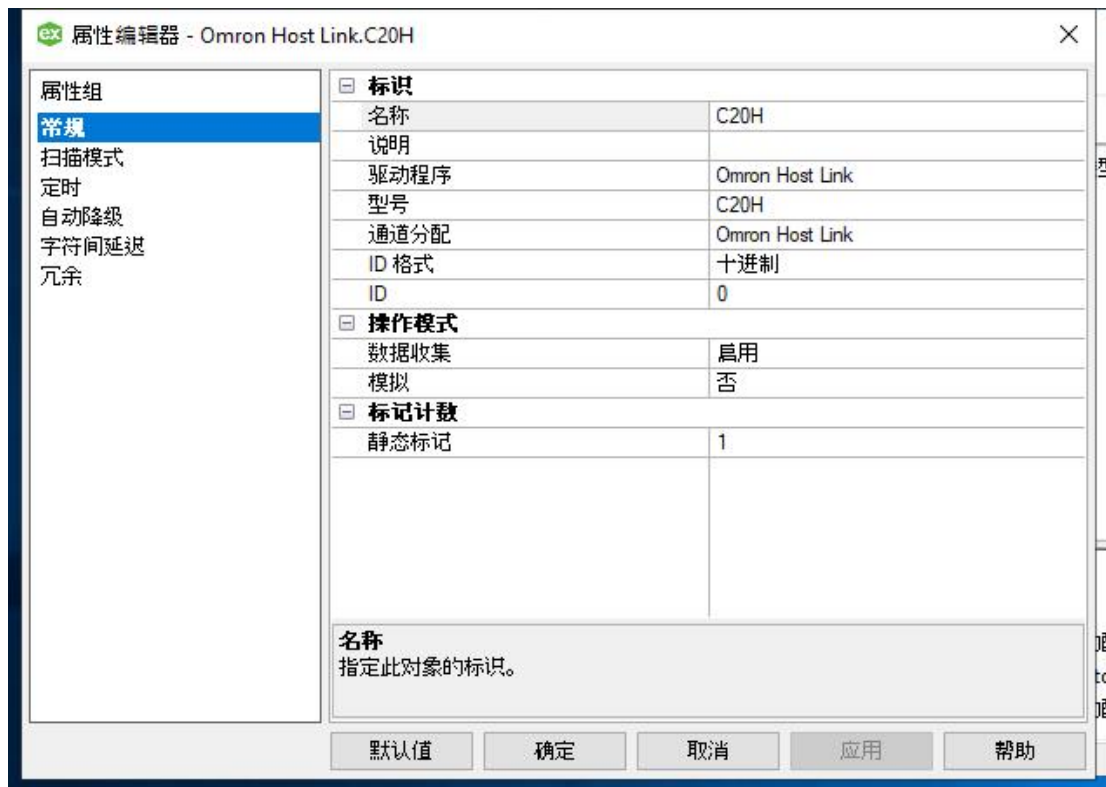 ex 属性编辑器 - Omron Host Link.C20H
属性组
常规
扫描模式
定时
自动降级
字符间延迟
冗余
标识
名称 C20H
说明
驱动程序 Omron Host Link
型号 C20H
通道分配 Omron Host Link
ID 格式 十进制
ID 0
操作模式
数据收集 启用
模拟 否
标记计数
静态标记 1
名称
指定此对象的标识。
默认值 确定 取消 应用 帮助